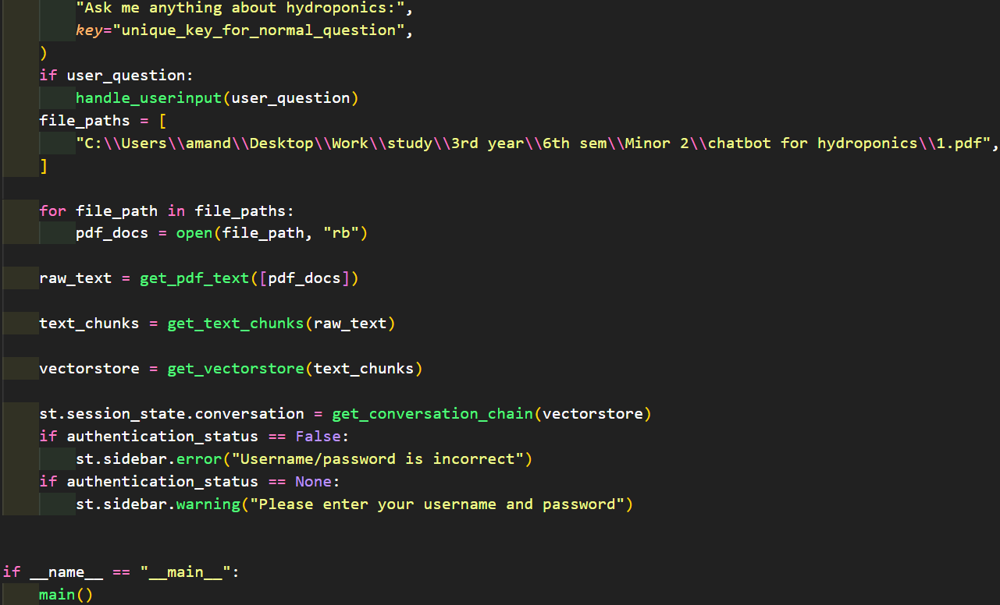 "Ask me anything about hydroponics:",
key="unique_key_for_normal_question",
)
if user_question:
handle_userinput(user_question)
file_paths = [
"C:\\Users\\amand\\Desktop\\Work\\study\\3rd year\\6th sem\\Minor 2\\chatbot for hydroponics\\1.pdf",
]
for file_path in file_paths:
pdf_docs = open(file_path, "rb")
raw_text = get_pdf_text([pdf_docs])
text_chunks = get_text_chunks(raw_text)
vectorstore = get_vectorstore(text_chunks)
st.session_state.conversation = get_conversation_chain(vectorstore)
if authentication_status == False:
st.sidebar.error("Username/password is incorrect")
if authentication_status == None:
st.sidebar.warning("Please enter your username and password")
if __name__ == "__main__":
main()